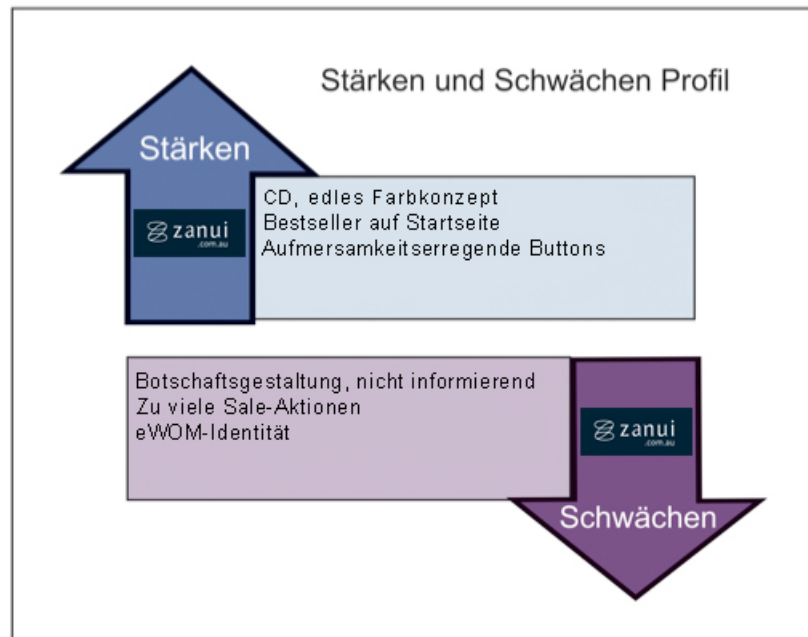 Stärken und Schwächen Profil
Stärken
zanui
.com.au
CD, edles Farbkonzept
Bestseller auf Startseite
Aufmersamkeitserregende Buttons
Botschaftsgestaltung, nicht informierend
Zu viele Sale-Aktionen
eWOM-Identität
zanui
.com.au
Schwächen